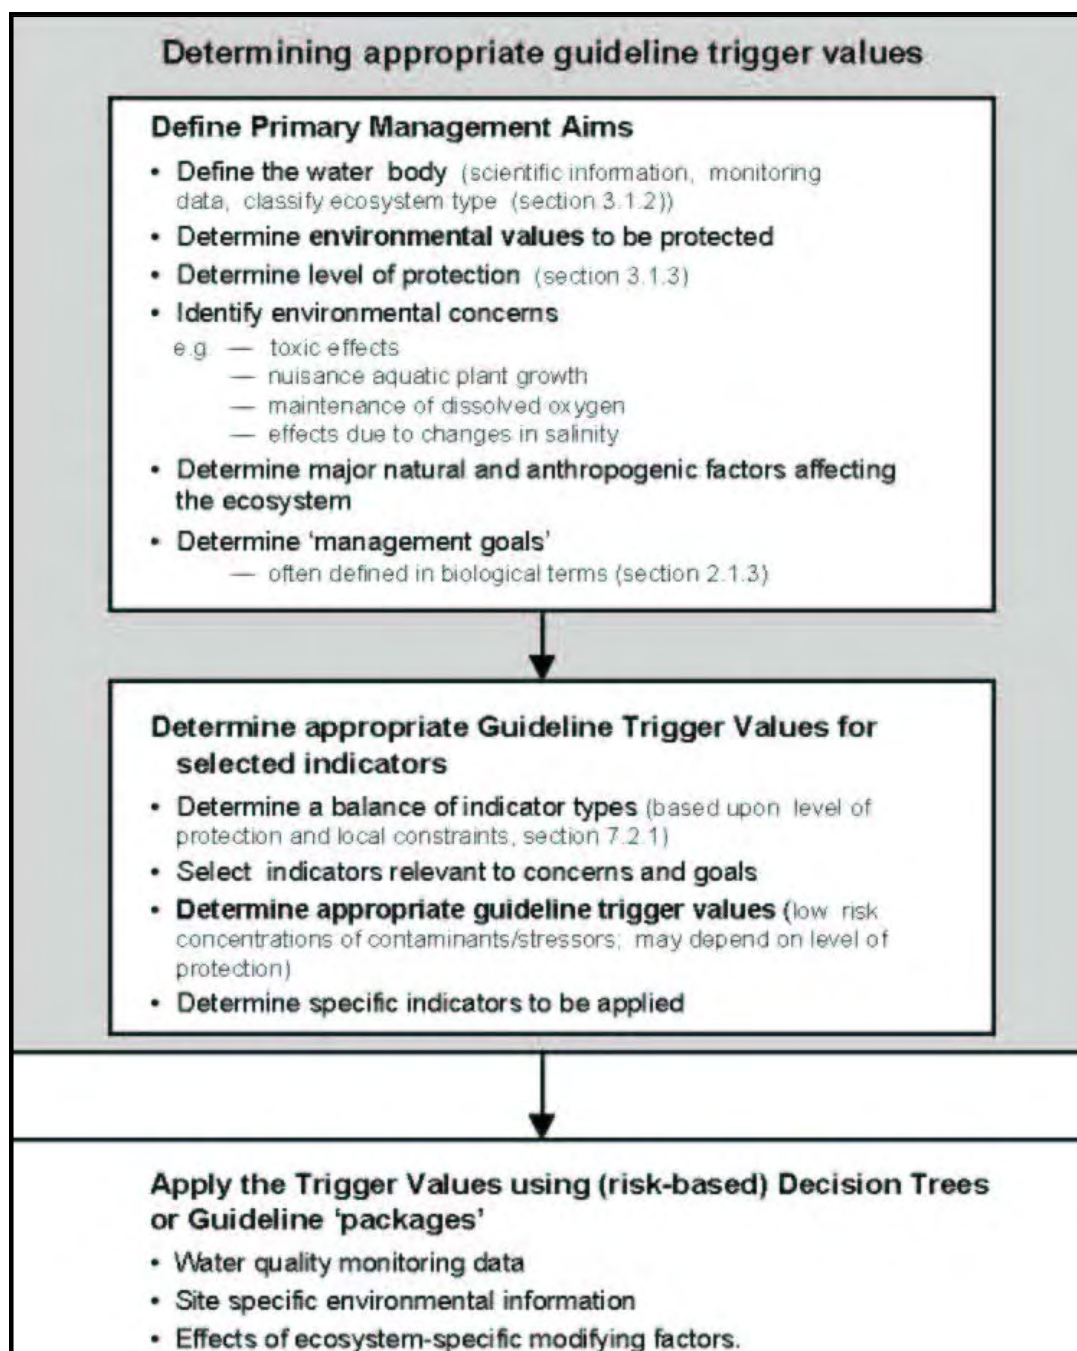 Determining appropriate guideline trigger values
Define Primary Management Aims
• Define the water body (scientific information, monitoring
data, classify ecosystem type (section 3.1.2))
• Determine environmental values to be protected
• Determine level of protection (section 3.1.3)
• Identify environmental concerns
e.g — toxic effects
— nuisance aquatic plant growth
— maintenance of dissolved oxygen
— effects due to changes in salinity
• Determine major natural and anthropogenic factors affecting
the ecosystem
• Determine ‘management goals’
— often defined in biological terms (section 2.1.3)
Determine appropriate Guideline Trigger Values for
selected indicators
• Determine a balance of indicator types (based upon level of
protection and local constraints, section 7.2.1)
• Select indicators relevant to concerns and goals
• Determine appropriate guideline trigger values (low risk
concentrations of contaminants/stressors; may depend on level of
protection)
• Determine specific indicators to be applied
Apply the Trigger Values using (risk-based) Decision Trees
or Guideline ‘packages’
• Water quality monitoring data
• Site specific environmental information
• Effects of ecosystem-specific modifying factors.